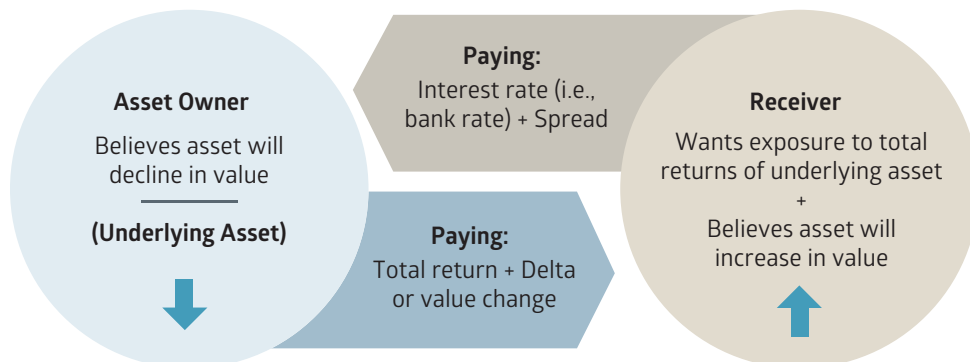 Asset Owner
Believes asset will
decline in value
(Underlying Asset)
Paying:
Interest rate (i.e.,
bank rate) + Spread
Paying:
Total return + Delta
or value change
Receiver
Wants exposure to total
returns of underlying asset
+
Believes asset will
increase in value